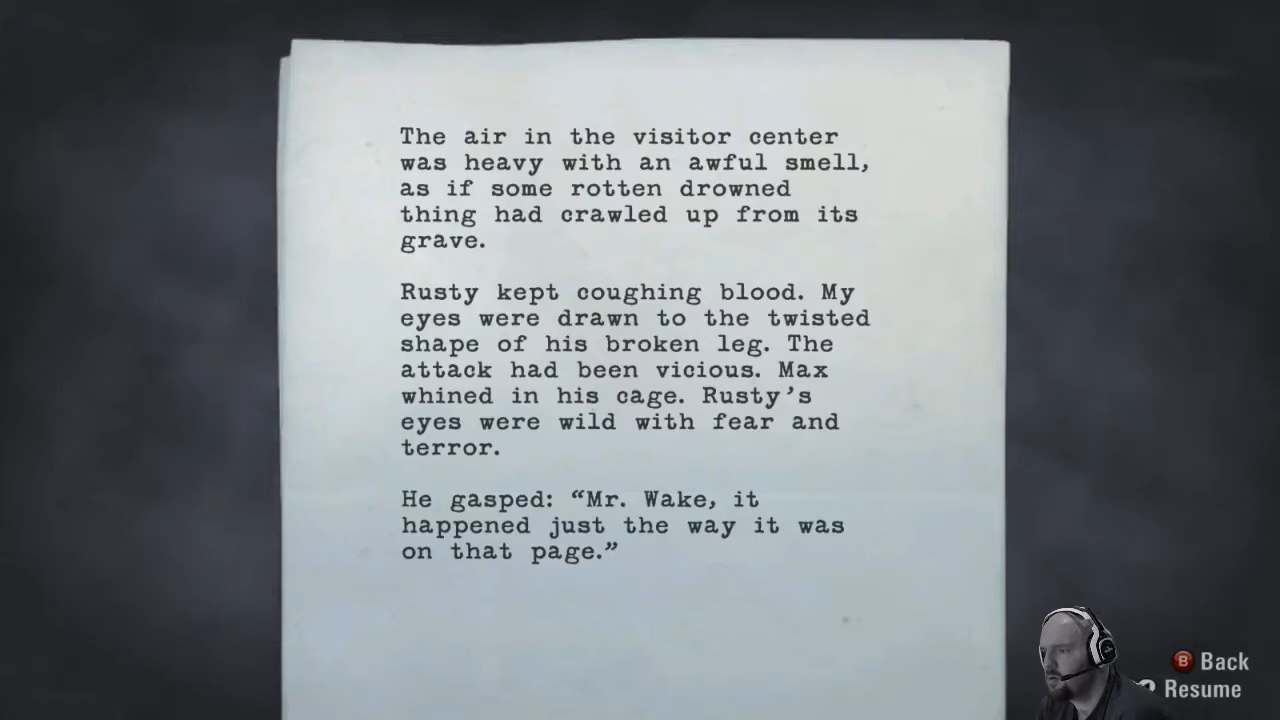 The air in the visitor center
was heavy with an awful smell,
as if some rotten drowned
thing had crawled up from its
grave.
Rusty kept coughing blood. My
eyes were drawn to the twisted
shape of his broken leg. The
attack had been vicious. Max
whined in his cage. Rusty's
eyes were wild with fear and
terror.
He gasped: “Mr. Wake, it
happened just the way it was
on that page.”
B Back
Resume